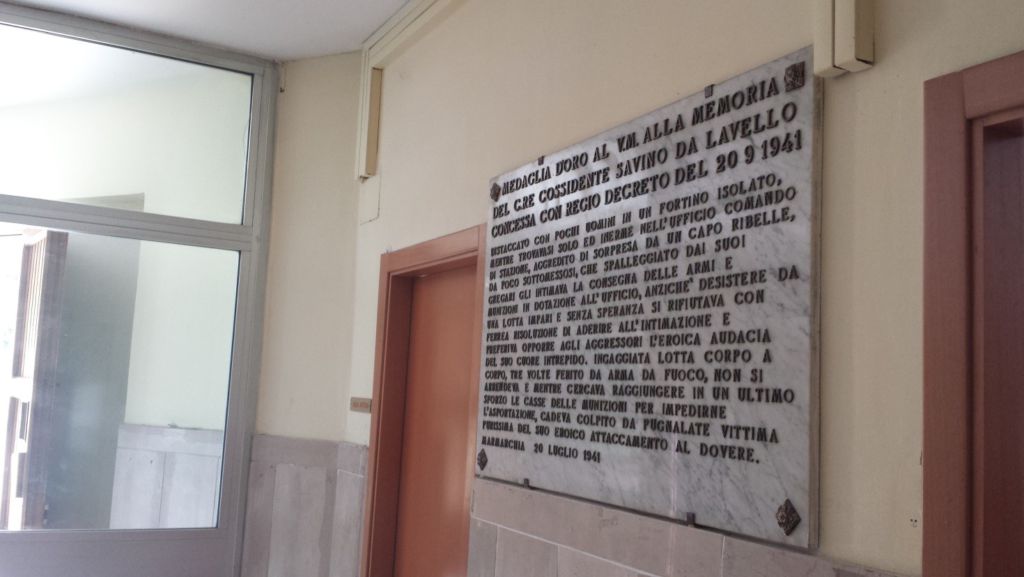 MEDAGLIA D'ORO AL V.M. ALLA MEMORIA
DEL C.RE COSSIDENTE SAVINO DA LAVELLO
CONCESSA CON REGIO DECRETO DEL 20 9 1941
DISTACCATO CON POCHI UOMINI IN UN FORTINO ISOLATO,
MENTRE TROVAVASI SOLO ED INERME NELL'UFFICIO COMANDO
DI STAZIONE, AGGREDITO DI SORPRESA DA UN CAPO RIBELLE,
DA POCO SOTTOMESSOSI, CHE SPALLEGGIATO DAI SUOI
GREGARI GLI INTIMAVA LA CONSEGNA DELLE ARMI E
MUNIZIONI IN DOTAZIONE ALL'UFFICIO, ANZICHE' DESISTERE DA
UNA LOTTA IMPARI E SENZA SPERANZA SI RIFIUTAVA CON
FERREA RISOLUZIONE DI ADERIRE ALL'INTIMAZIONE E
PREFERIVA OPPORRE AGLI AGGRESSORI L'EROICA AUDACIA
DEL SUO CUORE INTREPIDO. INGAGGIATA LOTTA CORPO A
CORPO, TRE VOLTE FERITO DA ARMA DA FUOCO, NON SI
ARRENDEVA E MENTRE CERCAVA RAGGIUNGERE IN UN ULTIMO
SFORZO LE CASSE DELLE MUNIZIONI PER IMPEDIRNE
L'ASPORTAZIONE, CADEVA COLPITO DA PUGNALATE VITTIMA
PURISSIMA DEL SUO EROICO ATTACCAMENTO AL DOVERE.
MARMARCHIA 20 LUGLIO 1941